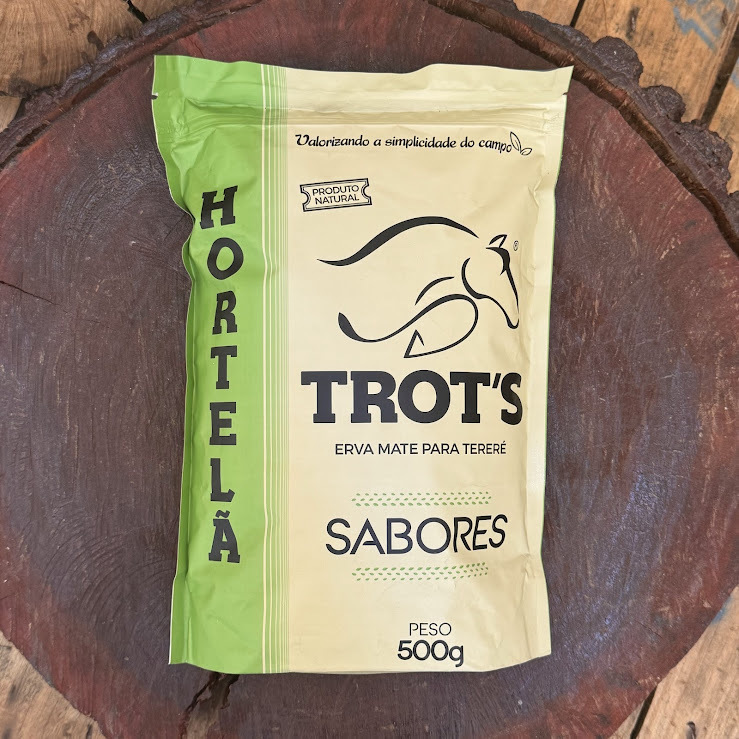 Valorizando a simplicidade do campo
PRODUTO
NATURAL
HORTELÃ
®
TROT'S
ERVA MATE PARA TERERÉ
SABORES
PESO
500g